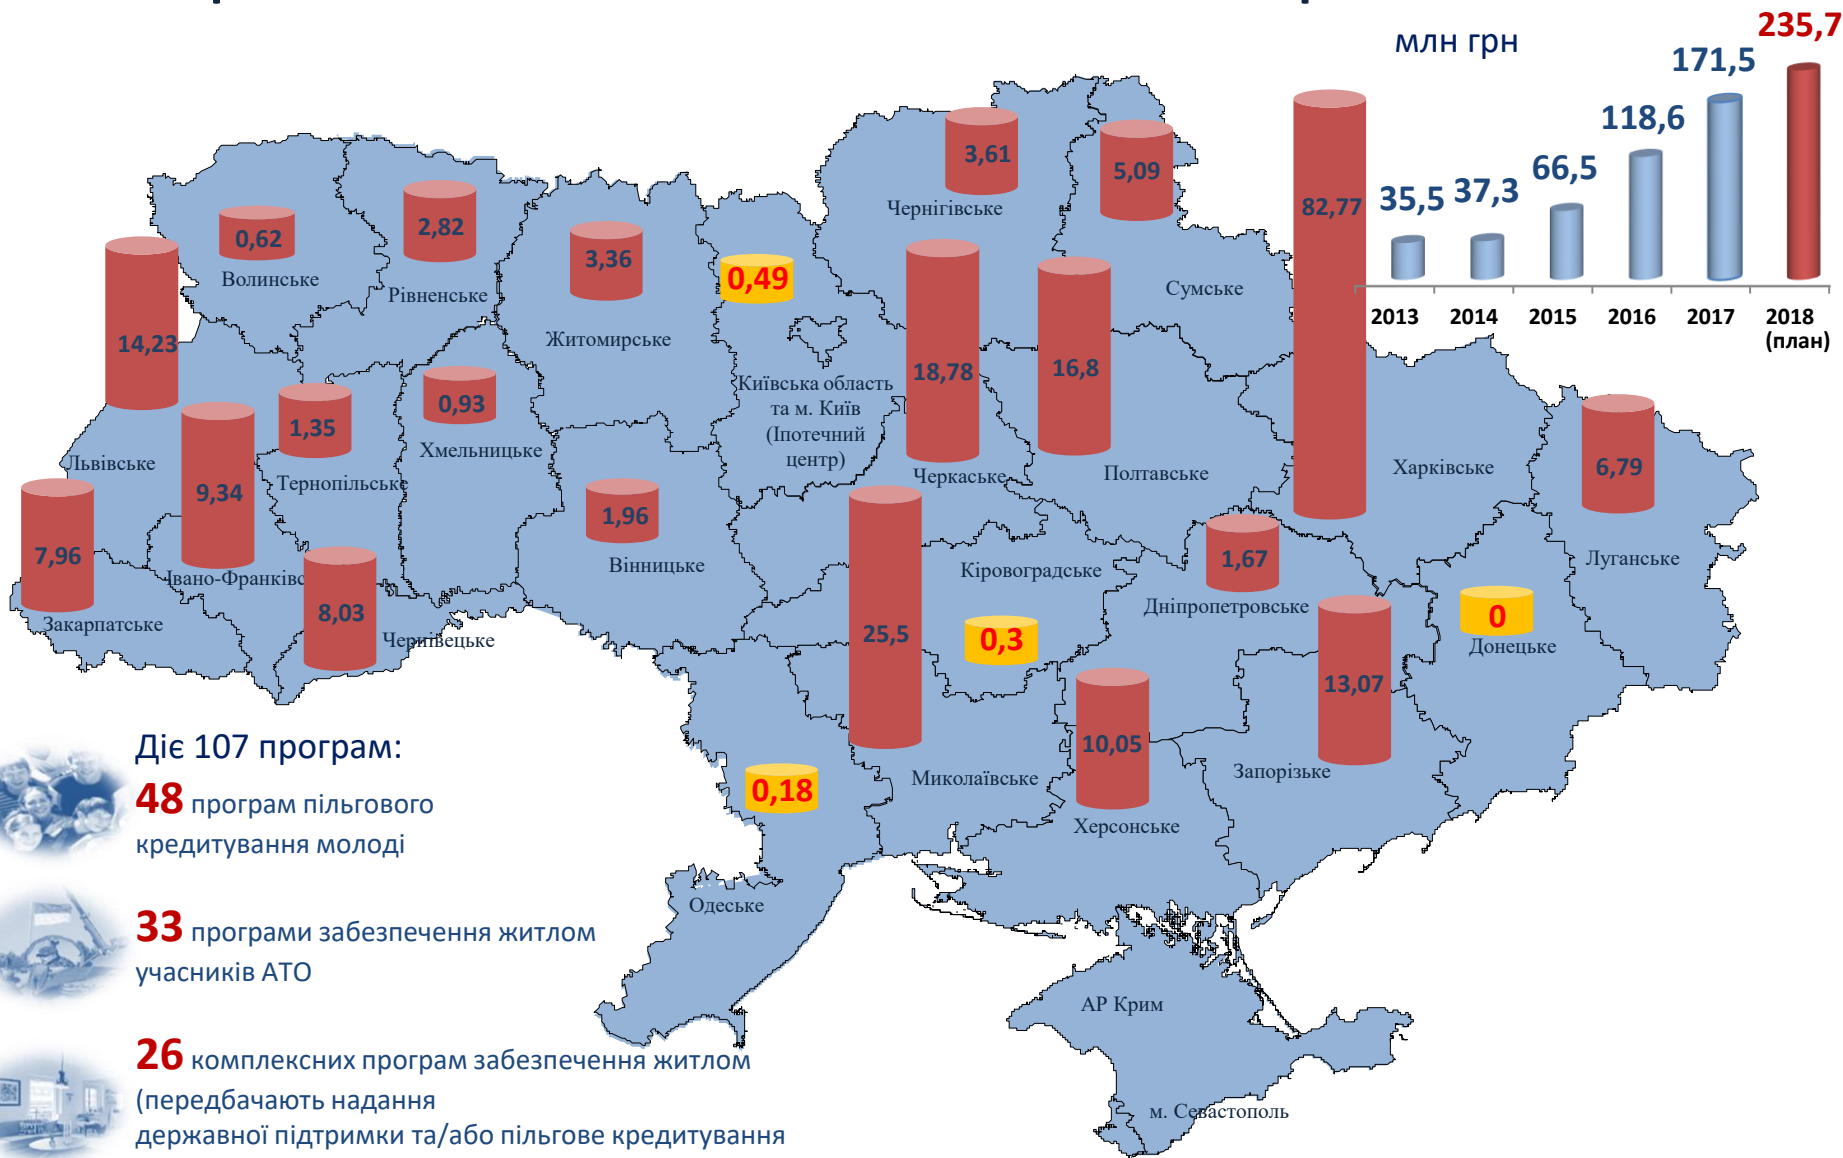 млн грн
235,7
171,5
118,6
66,5
37,3
35,5
2013
2014
2015
2016
2017
2018
(план)
3,61
Чернігівське
5,09
Сумське
82,77
Харківське
0,62
Волинське
2,82
Рівненське
3,36
Житомирське
0,49
Київська область
та м. Київ
(Іпотечний
центр)
14,23
Львівське
18,78
Черкаське
16,8
Полтавське
6,79
Луганське
1,35
Тернопільське
0,93
Хмельницьке
9,34
Івано-Франківс
1,96
Вінницьке
7,96
Закарпатське
8,03
Чернівецьке
25,5
Миколаївське
Кіровоградське
0,3
1,67
Дніпропетровське
0
Донецьке
13,07
Запорізьке
10,05
Херсонське
0,18
Одеське
АР Крим
м. Севастополь
Діє 107 програм:
48 програм пільгового
кредитування молоді
33 програми забезпечення житлом
учасників АТО
26 комплексних програм забезпечення житлом
(передбачають надання
державної підтримки та/або пільгове кредитування